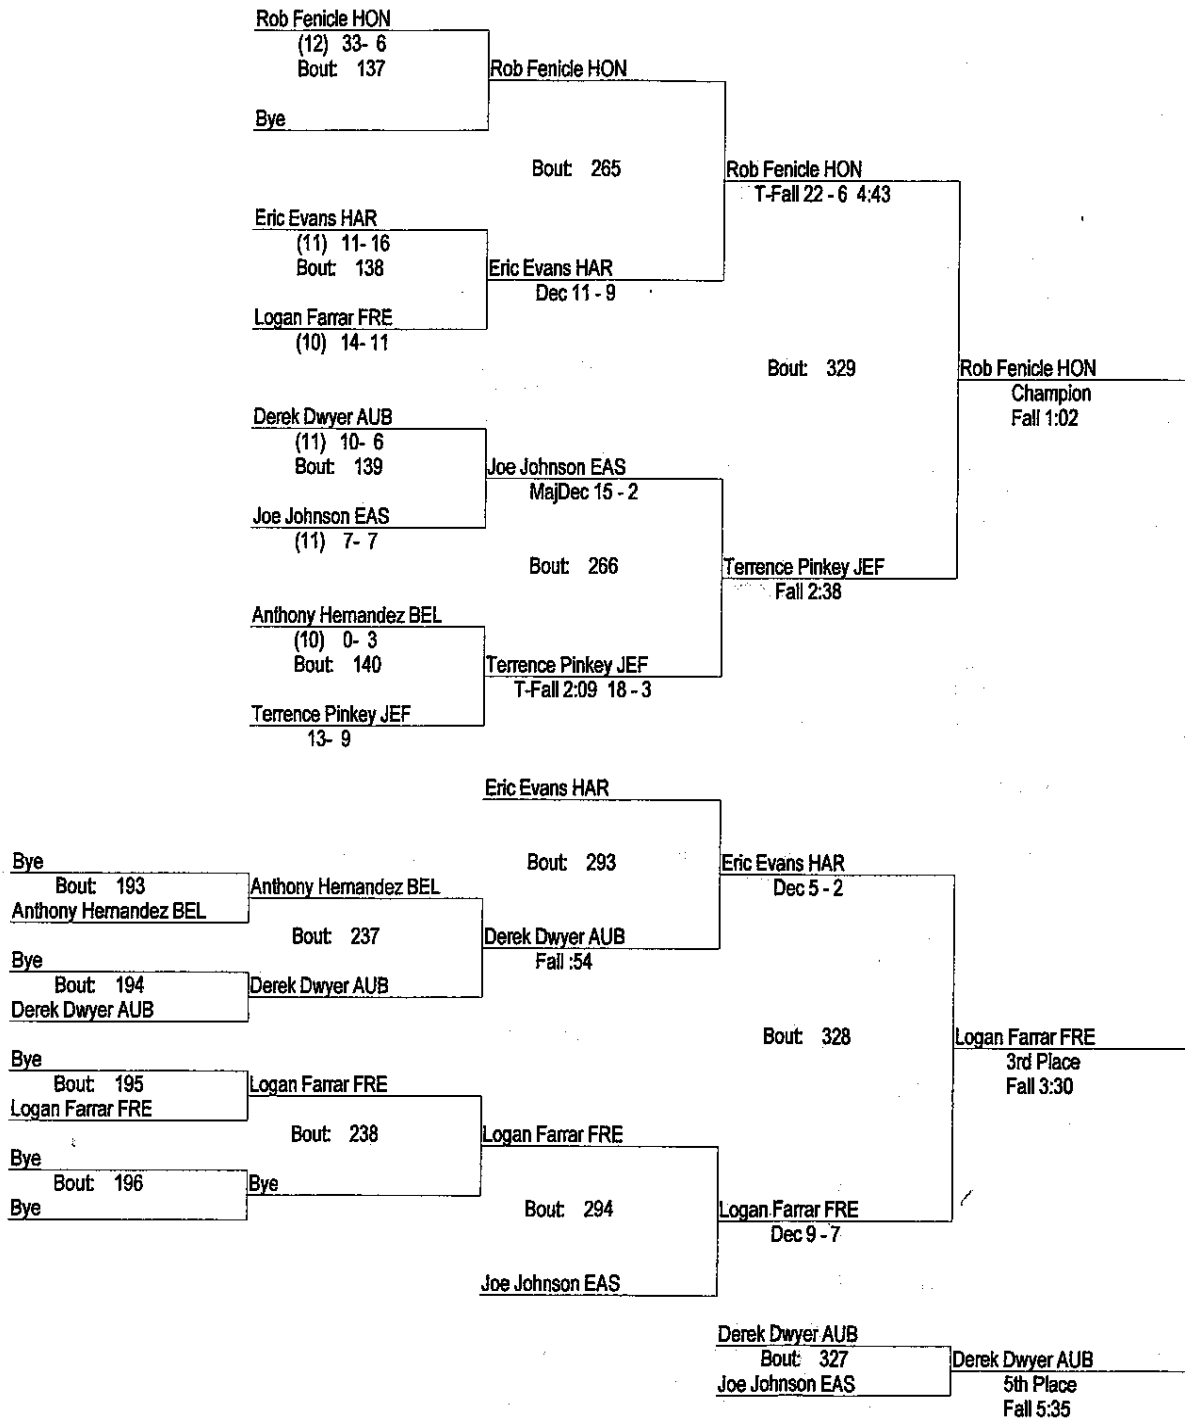 Rob Fenicle HON
(12) 33- 6
Bout: 137
Rob Fenicle HON
Bye
Bout: 265
Rob Fenicle HON
T-Fall 22 - 6 4:43
Eric Evans HAR
(11) 11- 16
Bout: 138
Eric Evans HAR
Dec 11 - 9
Logan Farrar FRE
(10) 14- 11
Bout: 329
Rob Fenicle HON
Champion
Fall 1:02
Derek Dwyer AUB
(11) 10- 6
Bout: 139
Joe Johnson EAS
MajDec 15 - 2
Joe Johnson EAS
(11) 7- 7
Bout: 266
Terrence Pinkey JEF
Fall 2:38
Anthony Hernandez BEL
(10) 0- 3
Bout: 140
Terrence Pinkey JEF
T-Fall 2:09 18 - 3
Terrence Pinkey JEF
13- 9
Eric Evans HAR
Bout: 293
Eric Evans HAR
Dec 5 - 2
Bye
Bout: 193
Anthony Hernandez BEL
Anthony Hernandez BEL
Bout: 237
Derek Dwyer AUB
Fall :54
Bye
Bout: 194
Derek Dwyer AUB
Derek Dwyer AUB
Bout: 328
Logan Farrar FRE
3rd Place
Fall 3:30
Bye
Bout: 195
Logan Farrar FRE
Logan Farrar FRE
Bout: 238
Logan Farrar FRE
Bye
Bout: 196
Bye
Bye
Bout: 294
Logan Farrar FRE
Dec 9 - 7
Joe Johnson EAS
Derek Dwyer AUB
Bout: 327
Joe Johnson EAS
Derek Dwyer AUB
5th Place
Fall 5:35